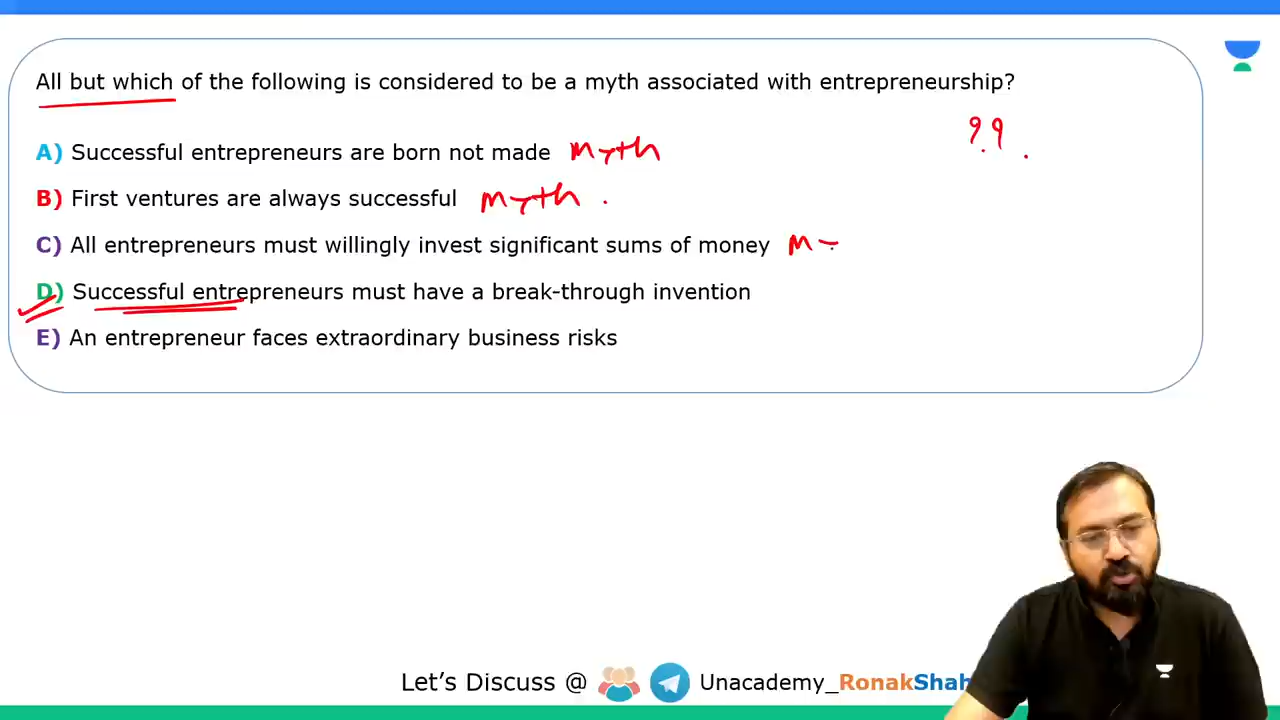 All but which of the following is considered to be a myth associated with entrepreneurship?
??
A) Successful entrepreneurs are born not made myth
B) First ventures are always successful myth
C) All entrepreneurs must willingly invest significant sums of money m
D) Successful entrepreneurs must have a break-through invention
E) An entrepreneur faces extraordinary business risks
Let's Discuss @ Unacademy_RonakShah